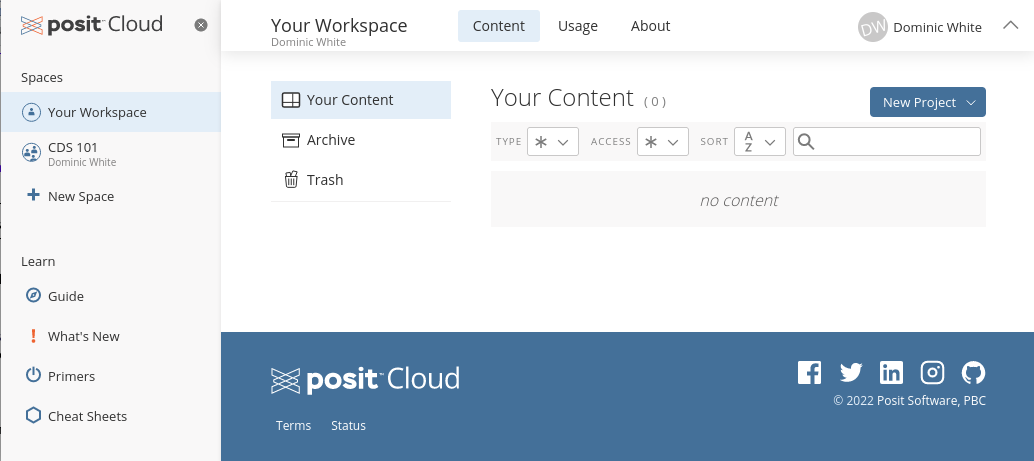 posit Cloud
Spaces
Your Workspace
CDS 101
Dominic White
New Space
Learn
Guide
What's New
Primers
Cheat Sheets
Your Workspace
Dominic White
Content Usage About
DW Dominic White
Your Content
Archive
Trash
Your Content ( 0 )
New Project
TYPE * ACCESS * SORT A Z
no content
posit Cloud
Terms Status
© 2022 Posit Software, PBC